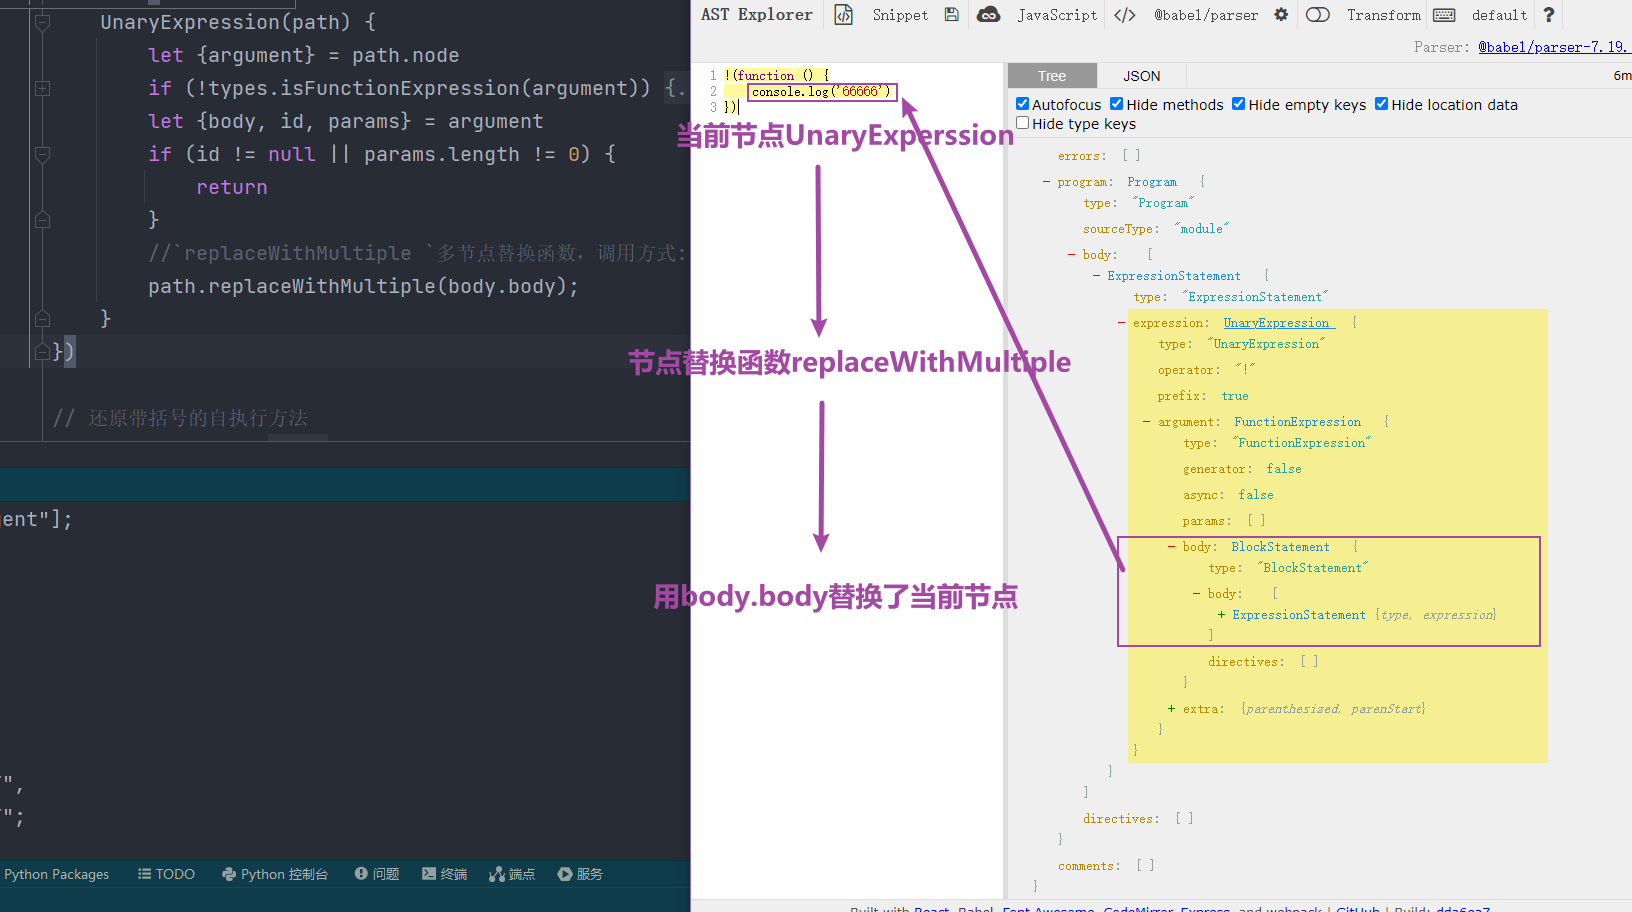 UnaryExpression(path) {
let {argument} = path.node
if (!types.isFunctionExpression(argument)) {..
let {body, id, params} = argument
if (id != null || params.length != 0) {
return
}
//`replaceWithMultiple `多节点替换函数，调用方式:
path.replaceWithMultiple(body.body);
}
})
// 还原带括号的自执行方法
gent"];
",
";
Python Packages
TODO
Python 控制台
问题
终端
端点
服务
AST Explorer
Snippet
JavaScript
</>
@babel/parser
Transform
default
?
Parser: @babel/parser-7.19.
1 !(function () {
2 console.log('66666')
3 })
当前节点UnaryExperssion
节点替换函数replaceWithMultiple
用body.body替换了当前节点
Tree
JSON
6m
Autofocus Hide methods Hide empty keys Hide location data
Hide type keys
errors: [ ]
- program: Program {
type: "Program"
sourceType: "module"
- body: [
- ExpressionStatement {
type: "ExpressionStatement"
- expression: UnaryExpression {
type: "UnaryExpression"
operator: "!"
prefix: true
- argument: FunctionExpression {
type: "FunctionExpression"
generator: false
async: false
params: [ ]
- body: BlockStatement {
type: "BlockStatement"
- body: [
+ ExpressionStatement {type, expression}
]
directives: [ ]
}
+ extra: {parenthesized, parenStart}
}
}
}
]
directives: [ ]
}
comments: [ ]
}
Built with React, Babel, Font Awesome, CodeMirror, Express, and webpack | GitHub | Build: dda6ea7